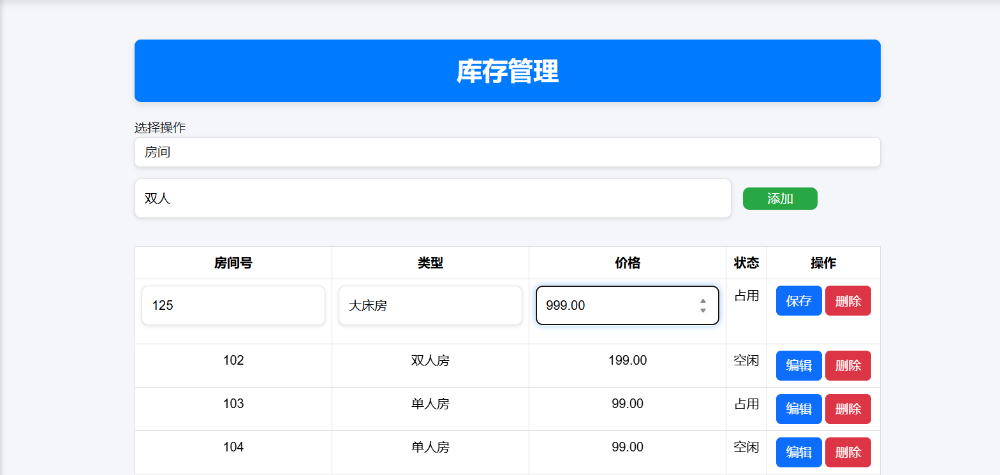 库存管理
选择操作
房间
双人 添加
房间号 类型 价格 状态 操作
125 大床房 999.00 占用 保存 删除
102 双人房 199.00 空闲 编辑 删除
103 单人房 99.00 占用 编辑 删除
104 单人房 99.00 空闲 编辑 删除